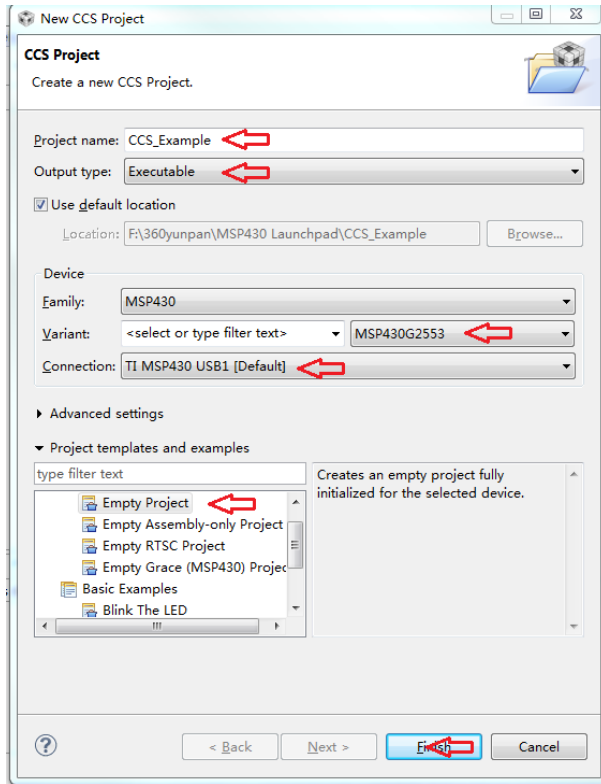 New CCS Project
CCS Project
Create a new CCS Project.
Project name: CCS_Example
Output type: Executable
Use default location
Location: F:\360yunpan\MSP430 Launchpad\CCS_Example Browse...
Device
Family: MSP430
Variant: <select or type filter text> MSP430G2553
Connection: TI MSP430 USB1 [Default]
Advanced settings
Project templates and examples
type filter text
Empty Project
Empty Assembly-only Project
Empty RTSC Project
Empty Grace (MSP430) Projec
Basic Examples
Blink The LED
Creates an empty project fully
initialized for the selected device.
< Back Next > Finish Cancel